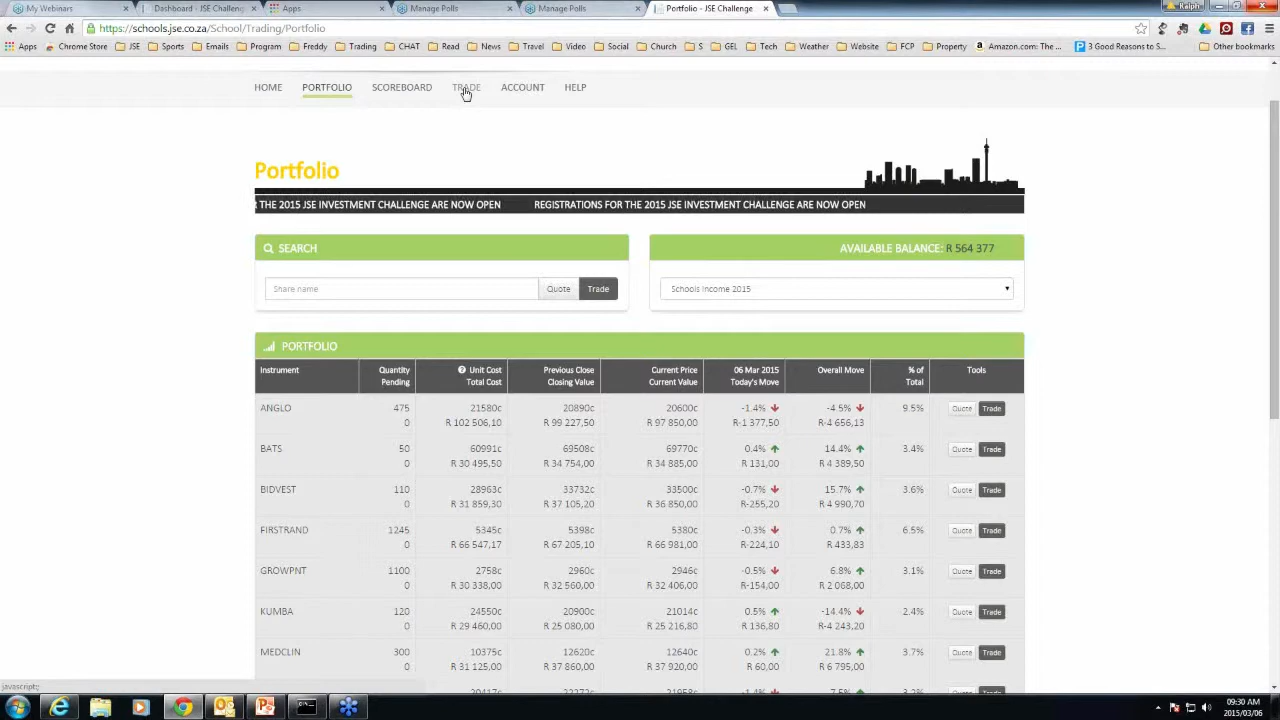 My Webinars
Dashboard - JSE Challeng
Apps
Manage Polls
Manage Polls
Portfolio - JSE Challenge
Ralph
https://schools.jse.co.za/School/Trading/Portfolio
Apps Chrome Store JSE Sports Emails Program Freddy Trading CHAT Read News Travel Video Social Church S GEL Tech Weather Website FCP Property Amazon.com: The ... 3 Good Reasons to S... Other bookmarks
HOME PORTFOLIO SCOREBOARD TRADE ACCOUNT HELP
Portfolio
THE 2015 JSE INVESTMENT CHALLENGE ARE NOW OPEN REGISTRATIONS FOR THE 2015 JSE INVESTMENT CHALLENGE ARE NOW OPEN
SEARCH
AVAILABLE BALANCE: R 564 377
Share name Quote Trade
Schools Income 2015
PORTFOLIO
Instrument Quantity Unit Cost Previous Close Current Price 06 Mar 2015 Overall Move % of Tools
Pending Total Cost Closing Value Current Value Today's Move Total
ANGLO 475 21580c 20890c 20600c -1.4% -4.5% 9.5% Quote Trade
0 R 102 506,10 R 99 227,50 R 97 850,00 R-1 377,50 R-4 656,13
BATS 50 60991c 69508c 69770c 0.4% 14.4% 3.4% Quote Trade
0 R 30 495,50 R 34 754,00 R 34 885,00 R 131,00 R 4 389,50
BIDVEST 110 28963c 33732c 33500c -0.7% 15.7% 3.6% Quote Trade
0 R 31 859,30 R 37 105,20 R 36 850,00 R-255,20 R 4 990,70
FIRSTRAND 1245 5345c 5398c 5380c -0.3% 0.7% 6.5% Quote Trade
0 R 66 547,17 R 67 205,10 R 66 981,00 R-224,10 R 433,83
GROWPNT 1100 2758c 2960c 2946c -0.5% 6.8% 3.1% Quote Trade
0 R 30 338,00 R 32 560,00 R 32 406,00 R-154,00 R 2 068,00
KUMBA 120 24550c 20900c 21014c 0.5% -14.4% 2.4% Quote Trade
0 R 29 460,00 R 25 080,00 R 25 216,80 R 136,80 R-4 243,20
MEDCLIN 300 10375c 12620c 12640c 0.2% 21.8% 3.7% Quote Trade
0 R 31 125,00 R 37 860,00 R 37 920,00 R 60,00 R 6 795,00
javascript:;
09:30 AM
2015/03/06